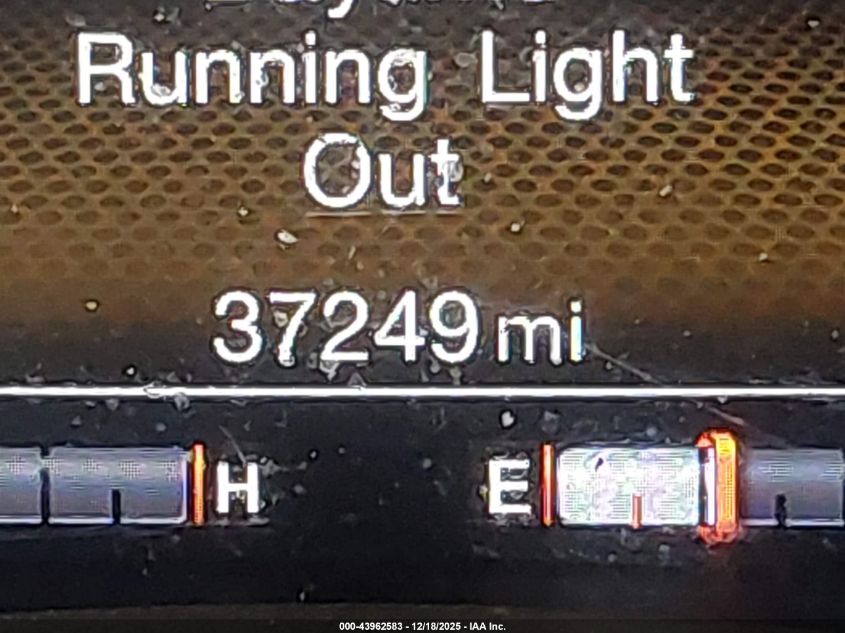 Running Light
Out
37249 mi
H
E
000-43962583 - 12/18/2025 - IAA Inc.